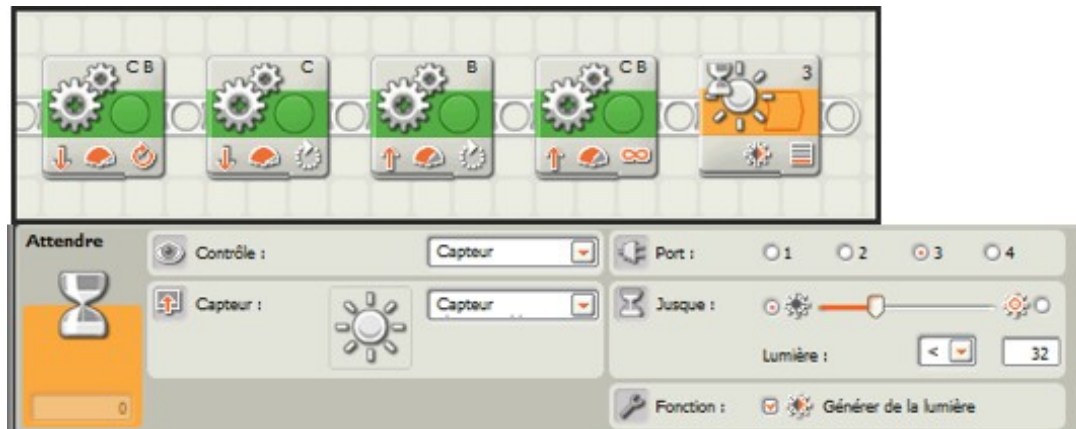 C B
C
B
C B
3
Attendre
Contrôle :
Capteur
Port :
1 2 3 4
Capteur :
Capteur
Jusque :
Lumière :
<
32
Fonction :
Générer de la lumière
0